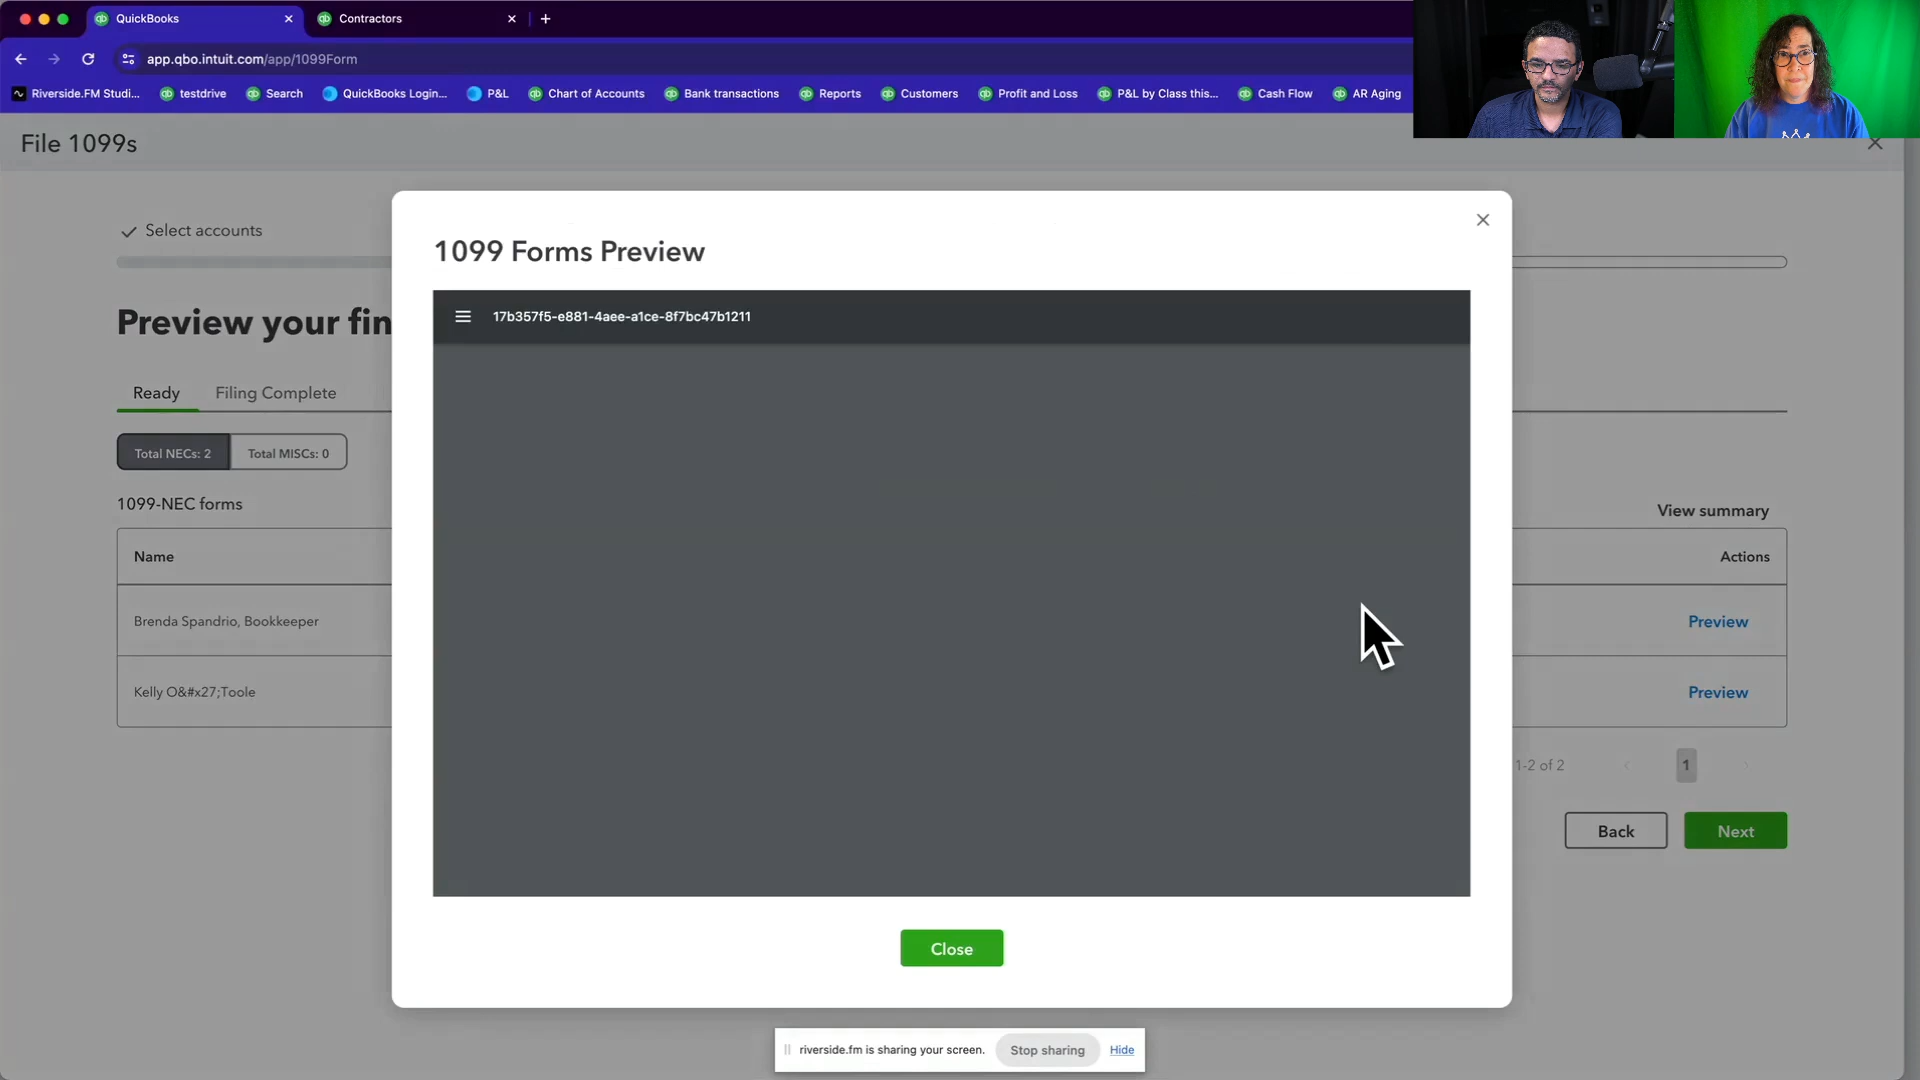 QuickBooks
Contractors
app.qbo.intuit.com/app/1099Form
Riverside.FM Studi...
testdrive
Search
QuickBooks Login...
P&L
Chart of Accounts
Bank transactions
Reports
Customers
Profit and Loss
P&L by Class this...
Cash Flow
AR Aging
File 1099s
Select accounts
Preview your fin
Ready
Filing Complete
Total NECs: 2
Total MISCs: 0
1099-NEC forms
View summary
Name
Actions
Brenda Spandrio, Bookkeeper
Preview
Kelly O&#x27;Toole
Preview
1-2 of 2
1
Back
Next
1099 Forms Preview
17b357f5-e881-4aee-a1ce-8f7bc47b1211
Close
riverside.fm is sharing your screen.
Stop sharing
Hide